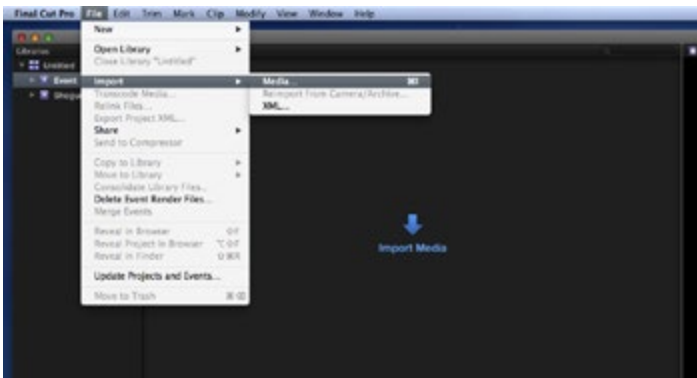 Final Cut Pro File Edit Trim Mark Clip Modify View Window Help
New
Libraries
Open Library
Untitled
Close Library "Untitled"
Event
Import
Media... ⌘I
Transcode Media...
Reimport from Camera/Archive...
Relink Files...
XML...
Export Project XML...
Share
Send to Compressor
Copy to Library
Move to Library
Consolidate Library Files...
Delete Event Render Files...
Merge Events
Reveal in Browser ⇧F
Reveal Project in Browser ⌥⇧F
Reveal in Finder ⇧⌘R
Import Media
Update Projects and Events...
Move to Trash ⌘⌫